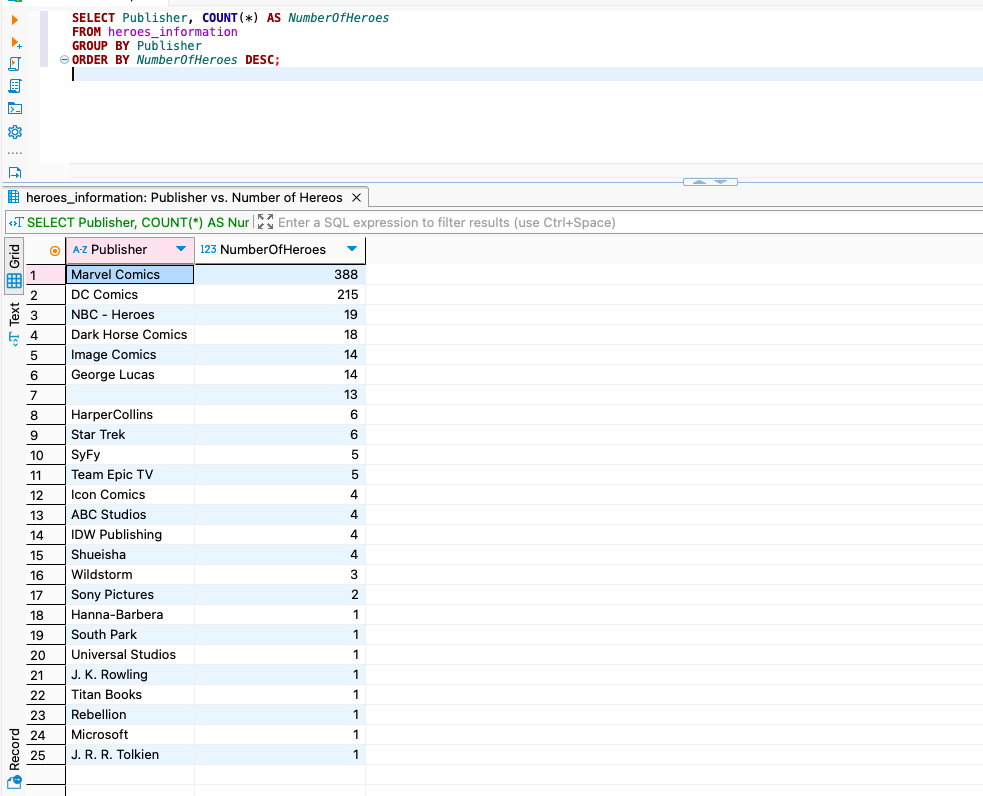 SELECT Publisher, COUNT(*) AS NumberOfHeroes
FROM heroes_information
GROUP BY Publisher
ORDER BY NumberOfHeroes DESC;
heroes_information: Publisher vs. Number of Hereos
SELECT Publisher, COUNT(*) AS Nur Enter a SQL expression to filter results (use Ctrl+Space)
Grid
Text
Record
A-Z Publisher 123 NumberOfHeroes
1 Marvel Comics 388
2 DC Comics 215
3 NBC - Heroes 19
4 Dark Horse Comics 18
5 Image Comics 14
6 George Lucas 14
7 13
8 HarperCollins 6
9 Star Trek 6
10 SyFy 5
11 Team Epic TV 5
12 Icon Comics 4
13 ABC Studios 4
14 IDW Publishing 4
15 Shueisha 4
16 Wildstorm 3
17 Sony Pictures 2
18 Hanna-Barbera 1
19 South Park 1
20 Universal Studios 1
21 J. K. Rowling 1
22 Titan Books 1
23 Rebellion 1
24 Microsoft 1
25 J. R. R. Tolkien 1